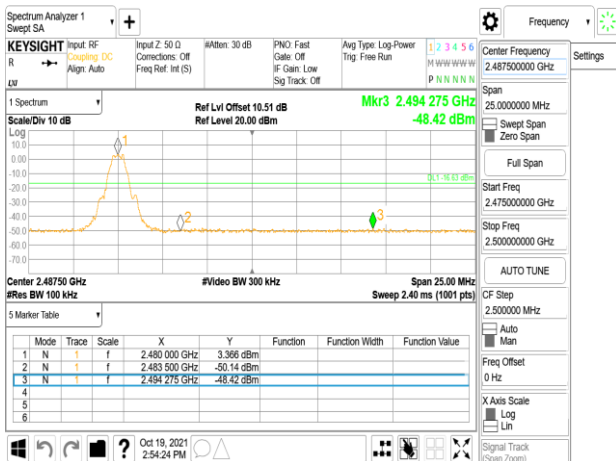 Spectrum Analyzer 1
Swept SA
Frequency
KEYSIGHT
R
Input: RF
Coupling: DC
Align: Auto
Input Z: 50 Ω
Corrections: Off
Freq Ref: Int (S)
#Atten: 30 dB
PNO: Fast
Gate: Off
IF Gain: Low
Sig Track: Off
Avg Type: Log-Power
Trig: Free Run
1 2 3 4 5 6
M W W W W W
P N N N N N
Center Frequency
2.487500000 GHz
Settings
Span
25.0000000 MHz
Swept Span
Zero Span
Full Span
Start Freq
2.475000000 GHz
Stop Freq
2.500000000 GHz
AUTO TUNE
CF Step
2.500000 MHz
Auto
Man
Freq Offset
0 Hz
X Axis Scale
Log
Lin
Signal Track
(Span Zoom)
1 Spectrum
Scale/Div 10 dB
Ref Lvl Offset 10.51 dB
Ref Level 20.00 dBm
Mkr3 2.494 275 GHz
-48.42 dBm
Log
10.0
0.00
-10.0
-20.0
-30.0
-40.0
-50.0
-60.0
-70.0
1
2
3
DL1 -16.63 dBm
Center 2.48750 GHz
#Res BW 100 kHz
#Video BW 300 kHz
Span 25.00 MHz
Sweep 2.40 ms (1001 pts)
5 Marker Table
Mode Trace Scale X Y Function Function Width Function Value
1 N 1 f 2.480 000 GHz 3.366 dBm
2 N 1 f 2.483 500 GHz -50.14 dBm
3 N 1 f 2.494 275 GHz -48.42 dBm
4
5
6
?
Oct 19, 2021
2:54:24 PM